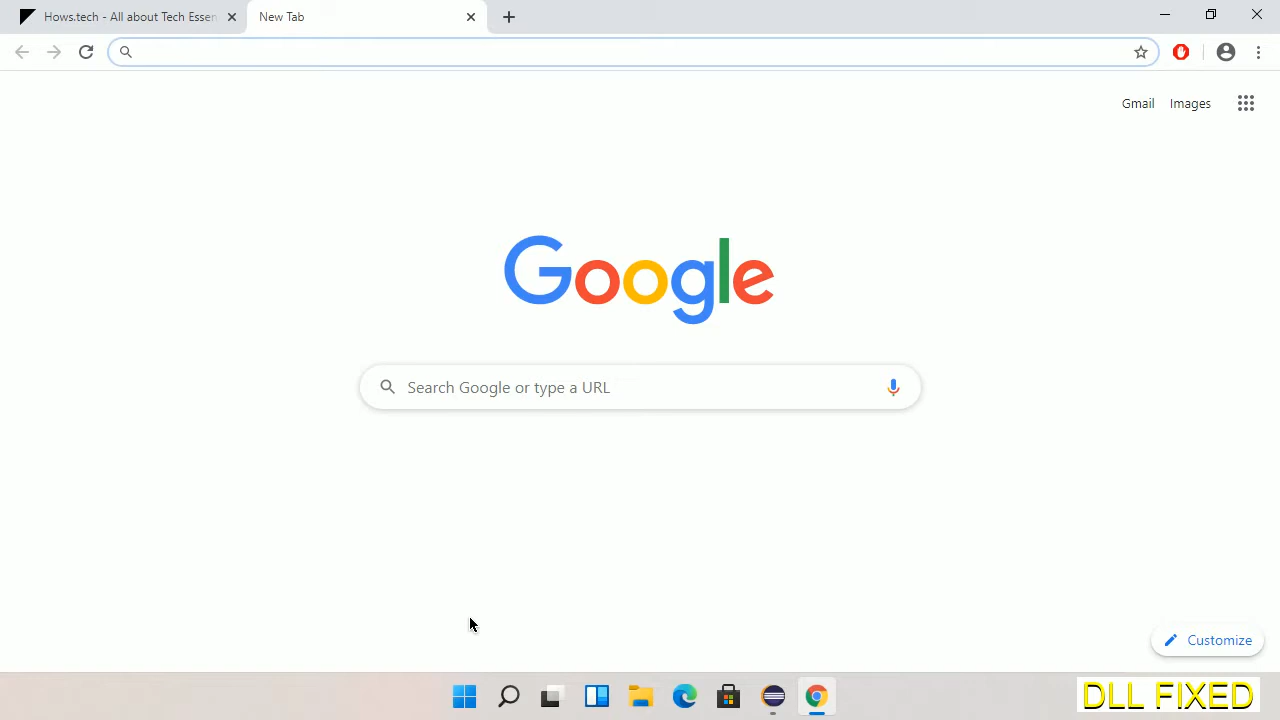 Hows.tech - All about Tech Essen
New Tab
Gmail
Images
Google
Search Google or type a URL
Customize
DLL FIXED